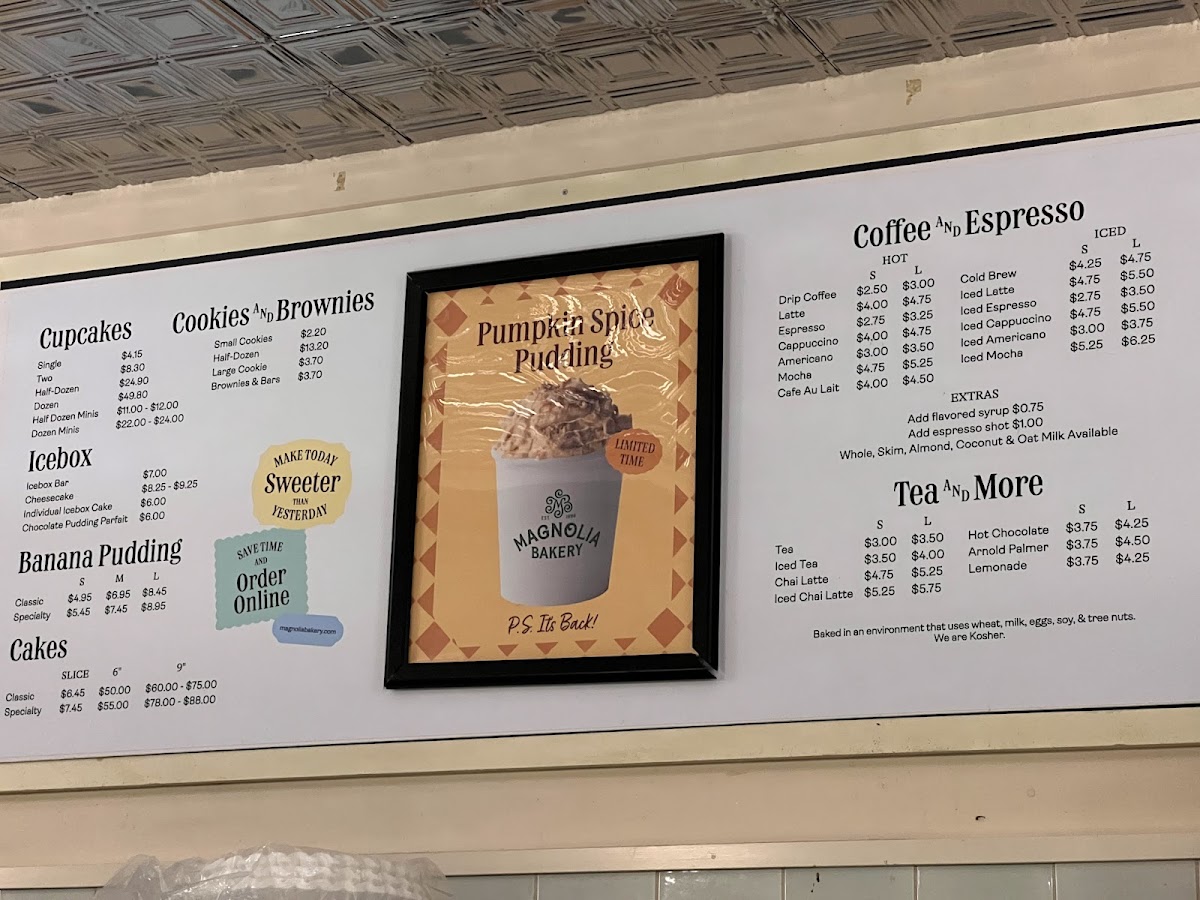 Cupcakes
Single $4.15
Two $8.30
Half-Dozen $24.90
Dozen $49.80
Half Dozen Minis $11.00 - $12.00
Dozen Minis $22.00 - $24.00
Icebox
Icebox Bar $7.00
Cheesecake $8.25 - $9.25
Individual Icebox Cake $6.00
Chocolate Pudding Parfait $6.00
Banana Pudding
S M L
Classic $4.95 $6.95 $8.45
Specialty $5.45 $7.45 $8.95
Cakes
SLICE 6" 9"
Classic $6.45 $50.00 $60.00 - $75.00
Specialty $7.45 $55.00 $78.00 - $88.00
Cookies AND Brownies
Small Cookies $2.20
Half-Dozen $13.20
Large Cookie $3.70
Brownies & Bars $3.70
MAKE TODAY
Sweeter
THAN
YESTERDAY
SAVE TIME
AND
Order
Online
magnoliabakery.com
Pumpkin Spice
Pudding
LIMITED
TIME
EST 1996
MAGNOLIA
BAKERY
P.S. Its Back!
Coffee AND Espresso
HOT
S L
Drip Coffee $2.50 $3.00
Latte $4.00 $4.75
Espresso $2.75 $3.25
Cappuccino $4.00 $4.75
Americano $3.00 $3.50
Mocha $4.75 $5.25
Cafe Au Lait $4.00 $4.50
ICED
S L
Cold Brew $4.25 $4.75
Iced Latte $4.75 $5.50
Iced Espresso $2.75 $3.50
Iced Cappuccino $4.75 $5.50
Iced Americano $3.00 $3.75
Iced Mocha $5.25 $6.25
EXTRAS
Add flavored syrup $0.75
Add espresso shot $1.00
Whole, Skim, Almond, Coconut & Oat Milk Available
Tea AND More
S L
Tea $3.00 $3.50
Iced Tea $3.50 $4.00
Chai Latte $4.75 $5.25
Iced Chai Latte $5.25 $5.75
S L
Hot Chocolate $3.75 $4.25
Arnold Palmer $3.75 $4.50
Lemonade $3.75 $4.25
Baked in an environment that uses wheat, milk, eggs, soy, & tree nuts.
We are Kosher.